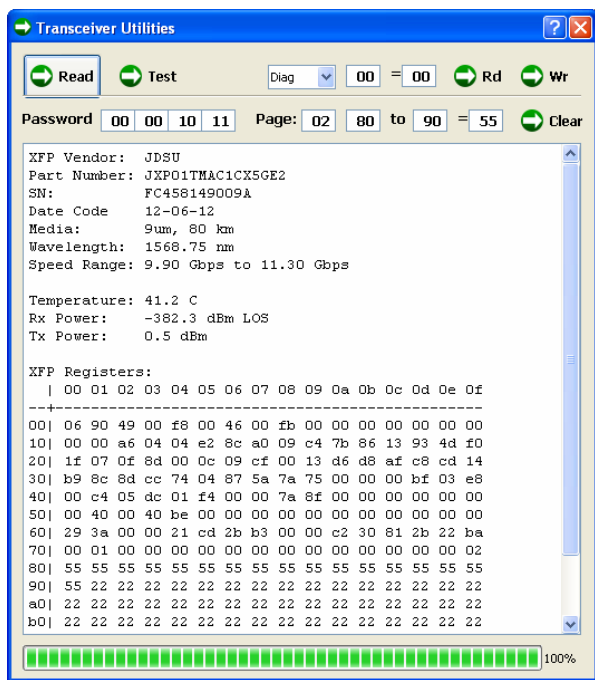 Transceiver Utilities
Read Test Diag 00 = 00 Rd Wr
Password 00 00 10 11 Page: 02 80 to 90 = 55 Clear
XFP Vendor: JDSU
Part Number: JXP01TMAC1CX5GE2
SN: FC458149009A
Date Code 12-06-12
Media: 9um, 80 km
Wavelength: 1568.75 nm
Speed Range: 9.90 Gbps to 11.30 Gbps
Temperature: 41.2 C
Rx Power: -382.3 dBm LOS
Tx Power: 0.5 dBm
XFP Registers:
| 00 01 02 03 04 05 06 07 08 09 0a 0b 0c 0d 0e 0f
--+------------------------------------------------
00| 06 90 49 00 f8 00 46 00 fb 00 00 00 00 00 00 00
10| 00 00 a6 04 04 e2 8c a0 09 c4 7b 86 13 93 4d f0
20| 1f 07 0f 8d 00 0c 09 cf 00 13 d6 d8 af c8 cd 14
30| b9 8c 8d cc 74 04 87 5a 7a 75 00 00 00 bf 03 e8
40| 00 c4 05 dc 01 f4 00 00 7a 8f 00 00 00 00 00 00
50| 00 40 00 40 be 00 00 00 00 00 00 00 00 00 00 00
60| 29 3a 00 00 21 cd 2b b3 00 00 c2 30 81 2b 22 ba
70| 00 01 00 00 00 00 00 00 00 00 00 00 00 00 00 02
80| 55 55 55 55 55 55 55 55 55 55 55 55 55 55 55 55
90| 55 22 22 22 22 22 22 22 22 22 22 22 22 22 22 22
a0| 22 22 22 22 22 22 22 22 22 22 22 22 22 22 22 22
b0| 22 22 22 22 22 22 22 22 22 22 22 22 22 22 22 22
100%